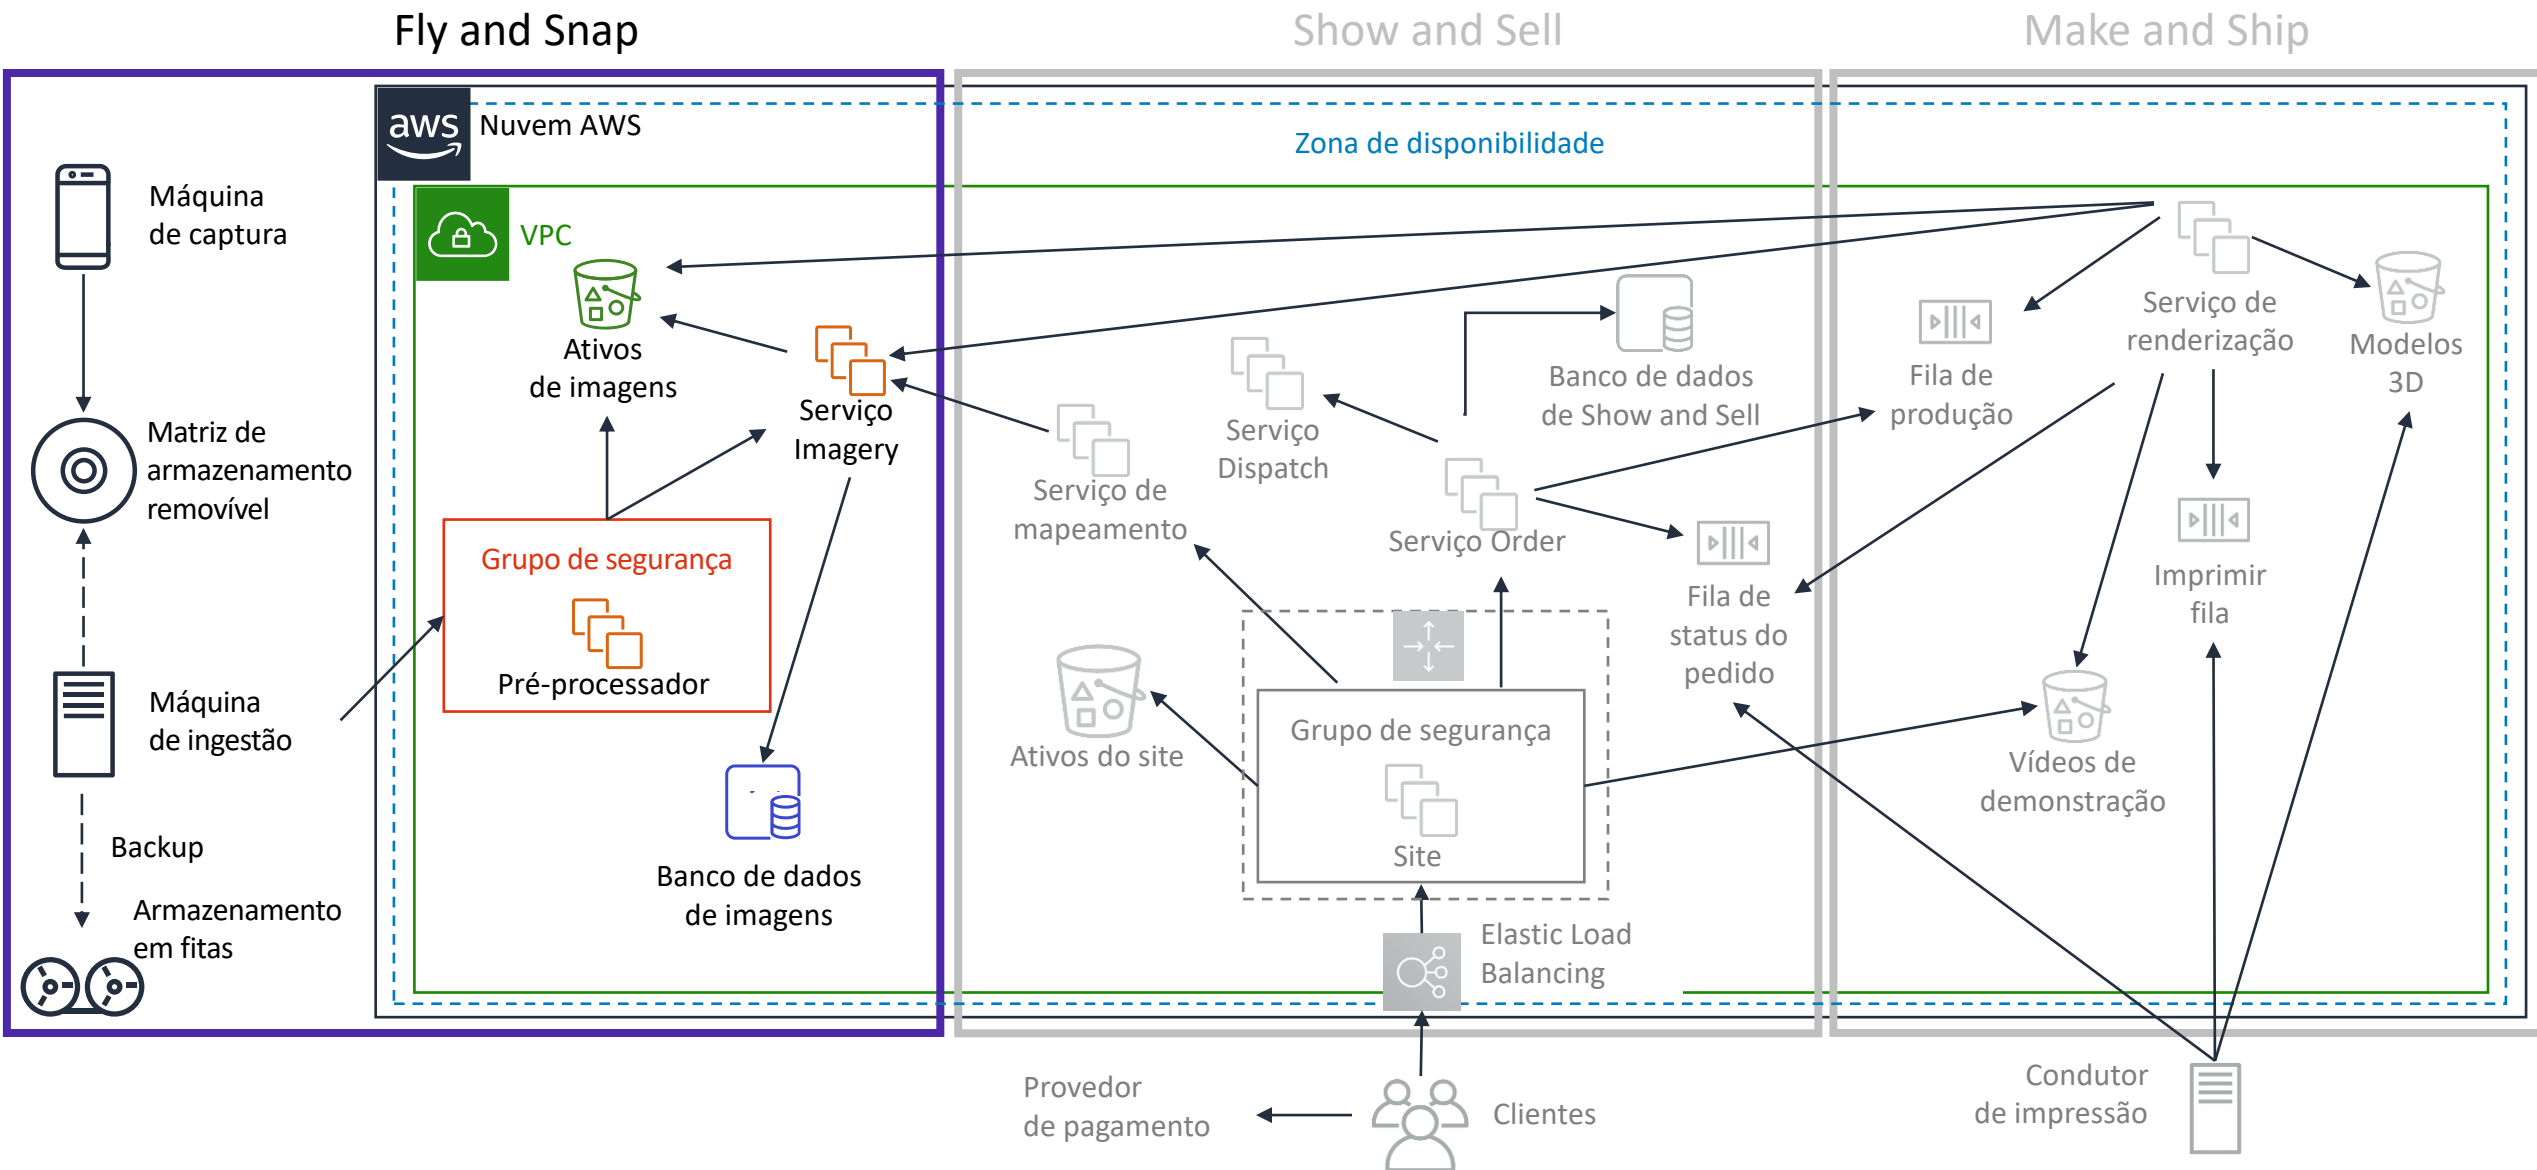 Fly and Snap
Show and Sell
Make and Ship
aws
Nuvem AWS
Zona de disponibilidade
Máquina
de captura
VPC
Ativos
de imagens
Serviço
Imagery
Matriz de
armazenamento
removível
Grupo de segurança
Pré-processador
Máquina
de ingestão
Backup
Armazenamento
em fitas
Banco de dados
de imagens
Serviço de
mapeamento
Serviço
Dispatch
Banco de dados
de Show and Sell
Serviço Order
Fila de
status do
pedido
Ativos do site
Grupo de segurança
Site
Elastic Load
Balancing
Provedor
de pagamento
Clientes
Fila de
produção
Serviço de
renderização
Modelos
3D
Imprimir
fila
Vídeos de
demonstração
Condutor
de impressão